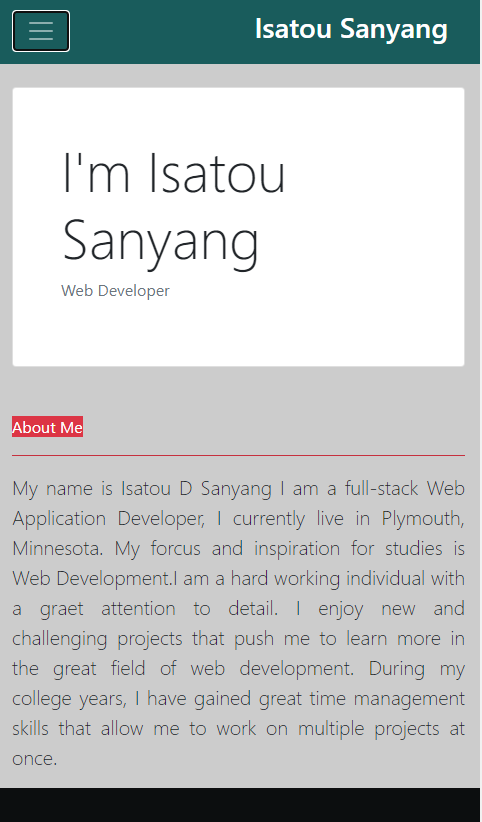 Isatou Sanyang
I'm Isatou
Sanyang
Web Developer
About Me
My name is Isatou D Sanyang I am a full-stack Web
Application Developer, I currently live in Plymouth,
Minnesota. My forcus and inspiration for studies is
Web Development.I am a hard working individual with
a graet attention to detail. I enjoy new and
challenging projects that push me to learn more in
the great field of web development. During my
college years, I have gained great time management
skills that allow me to work on multiple projects at
once.